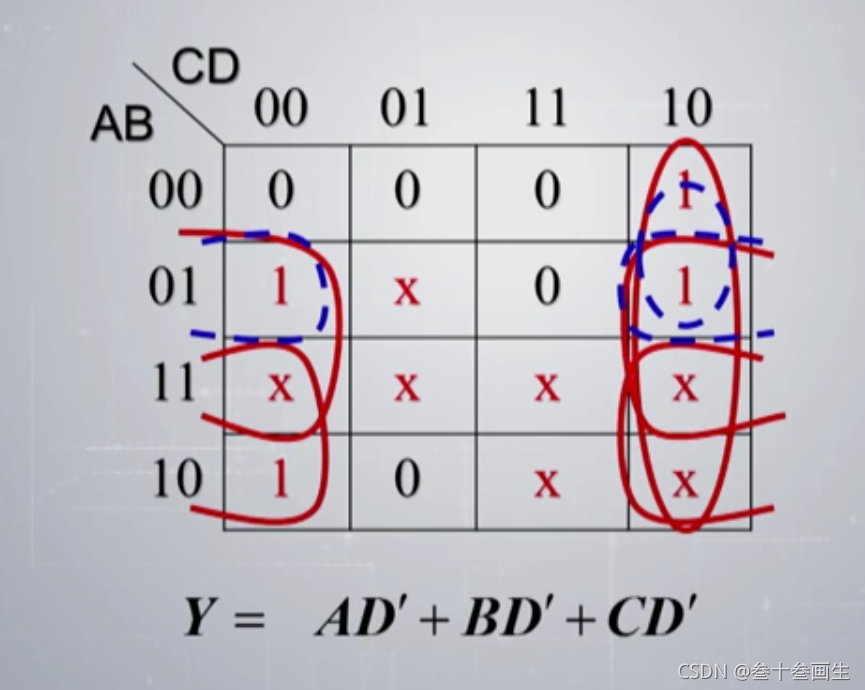 CD
AB
00 01 11 10
00 0 0 0 1
01 1 x 0 1
11 x x x x
10 1 0 x x
Y = AD′ + BD′ + CD′
CSDN @叁十叁画生